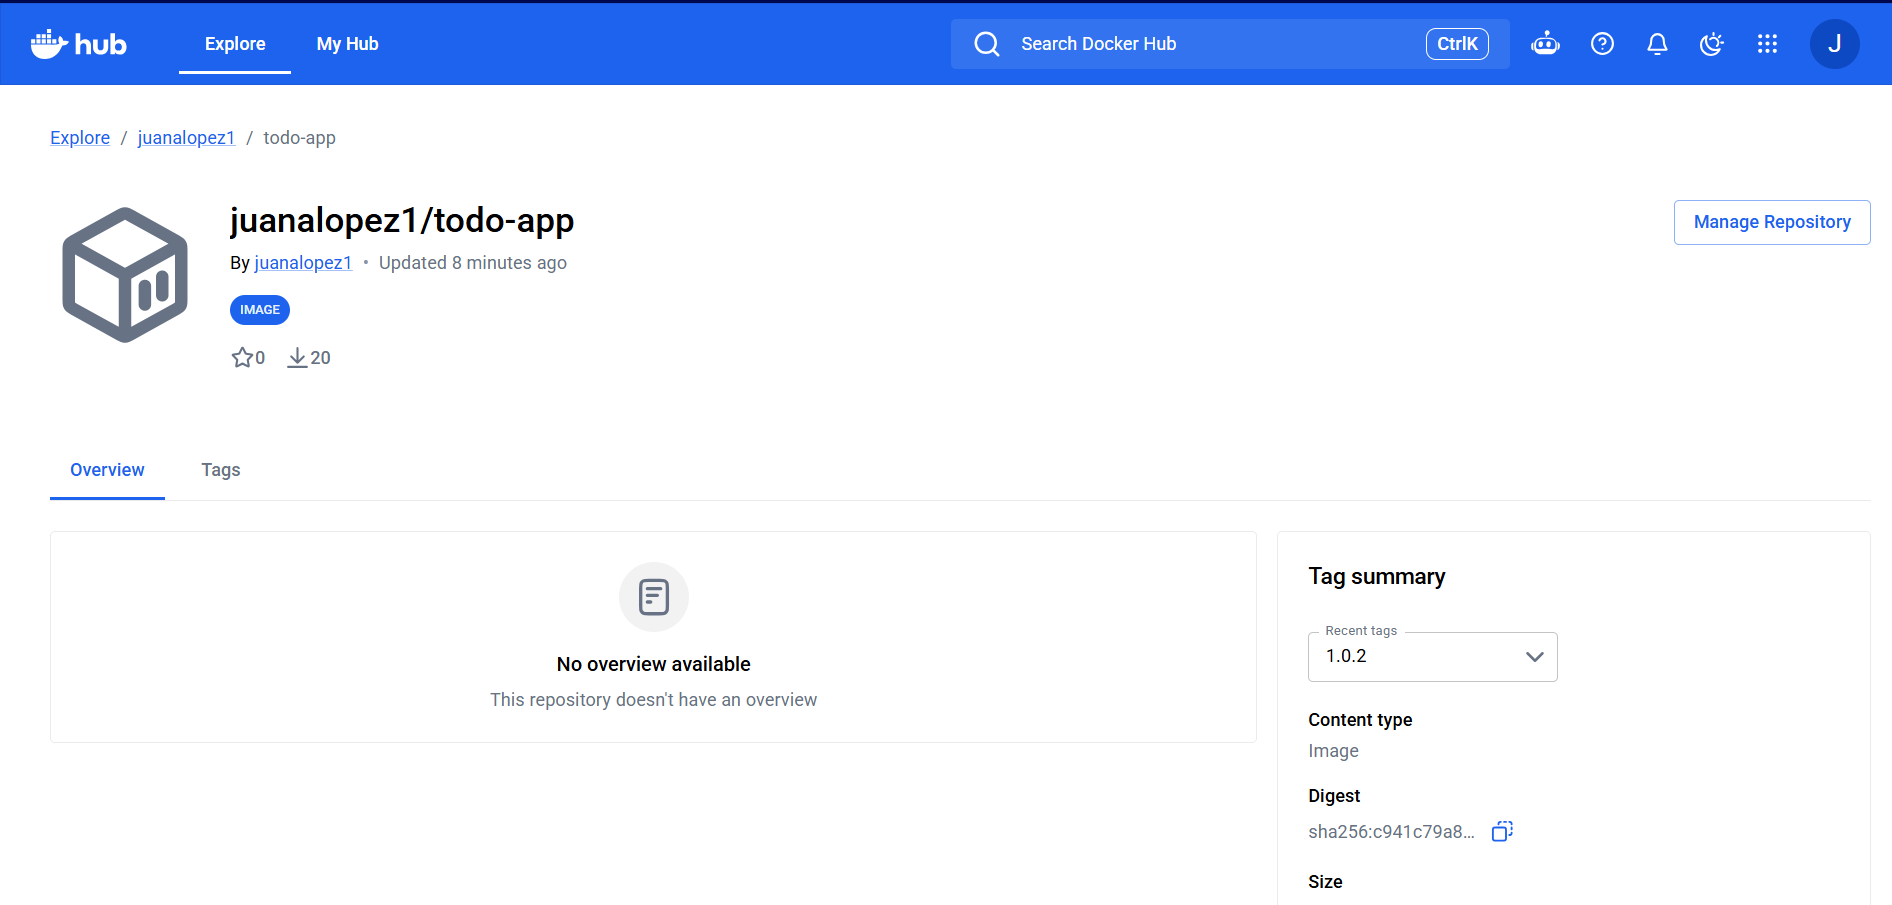 hub
Explore
My Hub
Search Docker Hub
CtrlK
J
Explore / juanalopez1 / todo-app
juanalopez1/todo-app
Manage Repository
By juanalopez1 • Updated 8 minutes ago
IMAGE
0
20
Overview
Tags
No overview available
This repository doesn't have an overview
Tag summary
Recent tags
1.0.2
Content type
Image
Digest
sha256:c941c79a8...
Size